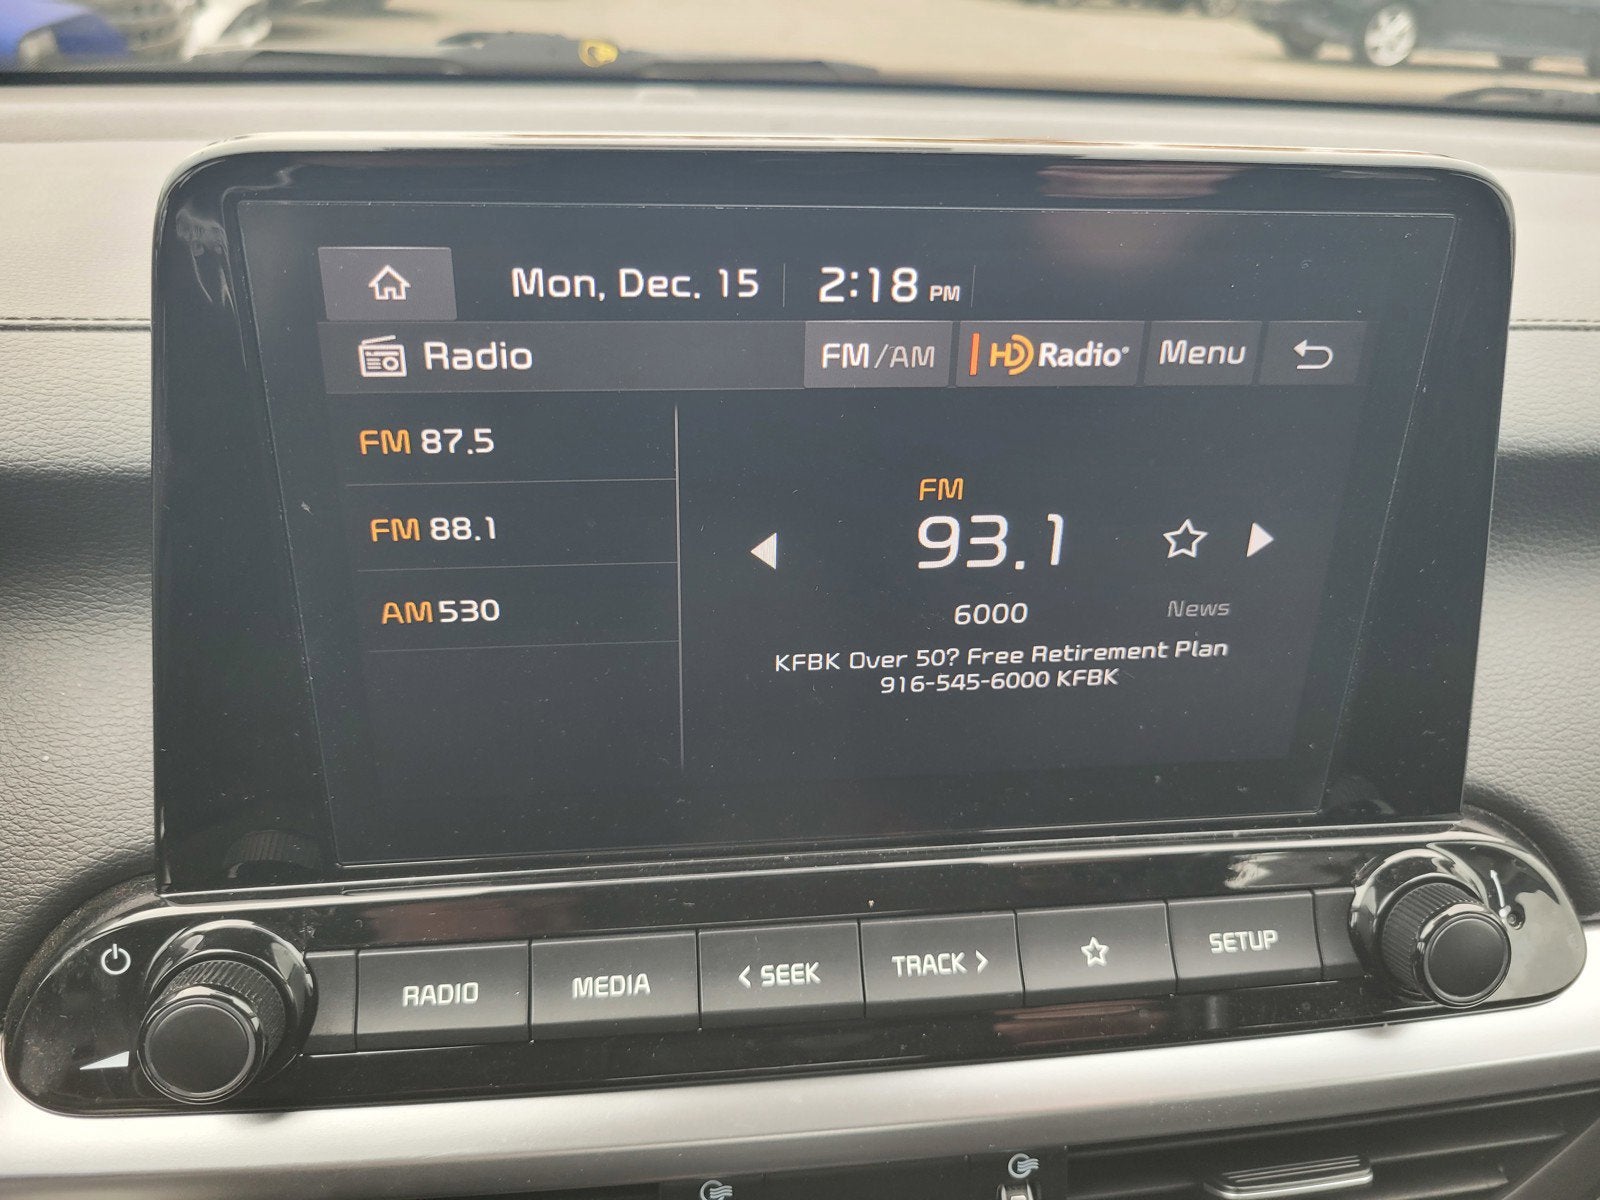 Mon, Dec. 15 2:18 PM
Radio FM/AM HD Radio® Menu
FM 87.5
FM 88.1
AM 530
FM
93.1
6000 News
KFBK Over 50? Free Retirement Plan
916-545-6000 KFBK
RADIO MEDIA < SEEK TRACK > SETUP